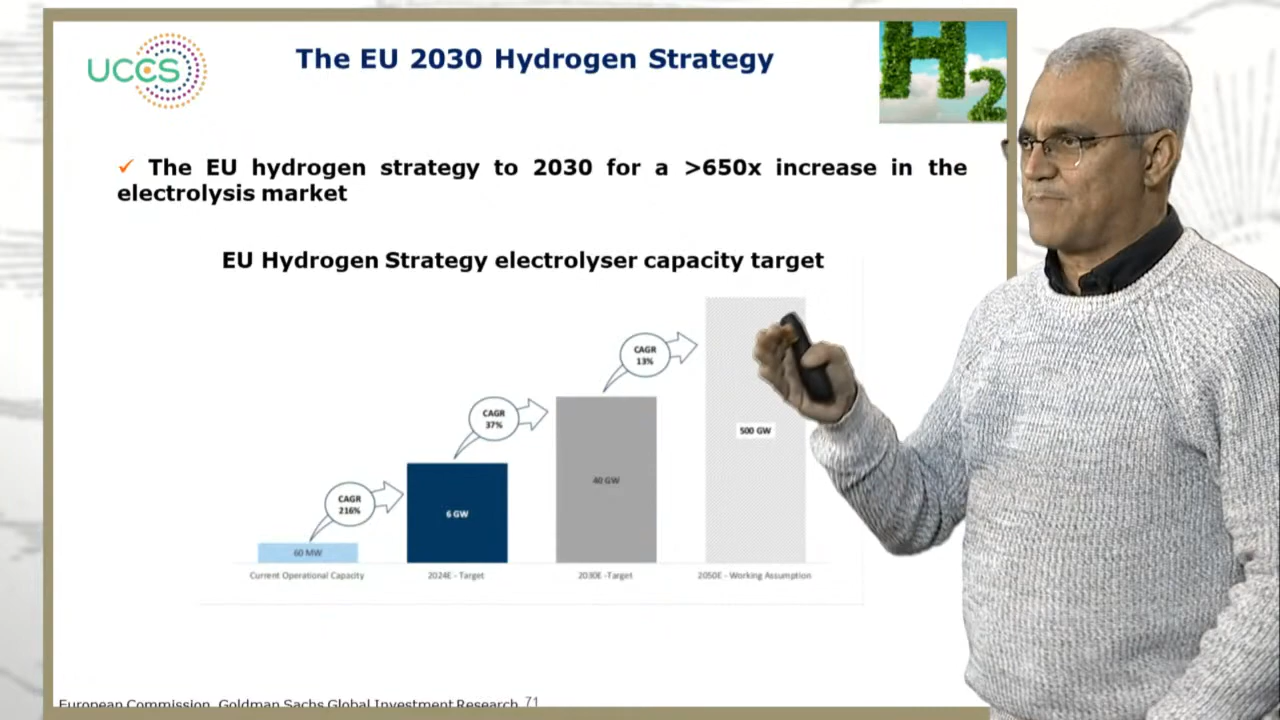 UCCS
The EU 2030 Hydrogen Strategy
H2
✓ The EU hydrogen strategy to 2030 for a >650x increase in the
electrolysis market
EU Hydrogen Strategy electrolyser capacity target
CAGR
13%
CAGR
37%
500 GW
CAGR
216%
40 GW
6 GW
60 MW
Current Operational Capacity
2024E - Target
2030E -Target
2050E - Working Assumption
European Commission, Goldman Sachs Global Investment Research 71